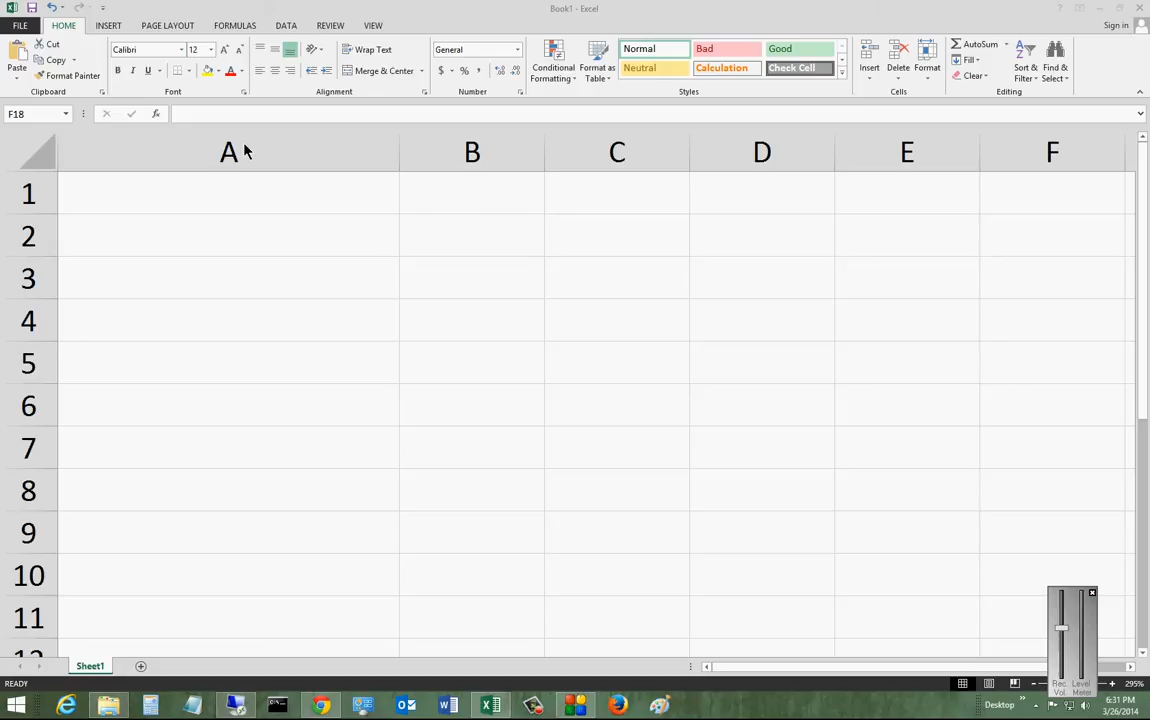 Book1 - Excel
FILE HOME INSERT PAGE LAYOUT FORMULAS DATA REVIEW VIEW Sign in
Cut Calibri 12 Wrap Text General Normal Bad Good AutoSum
Copy Fill
Paste Format Painter B I U Merge & Center $ % , Conditional Formatting Format as Table Neutral Calculation Check Cell Insert Delete Format Clear Sort & Filter Find & Select
Clipboard Font Alignment Number Styles Cells Editing
F18 fx
A B C D E F
1
2
3
4
5
6
7
8
9
10
11
12
Rec. Vol. Level Meter
Sheet1
READY 295%
Desktop 6:31 PM
3/26/2014